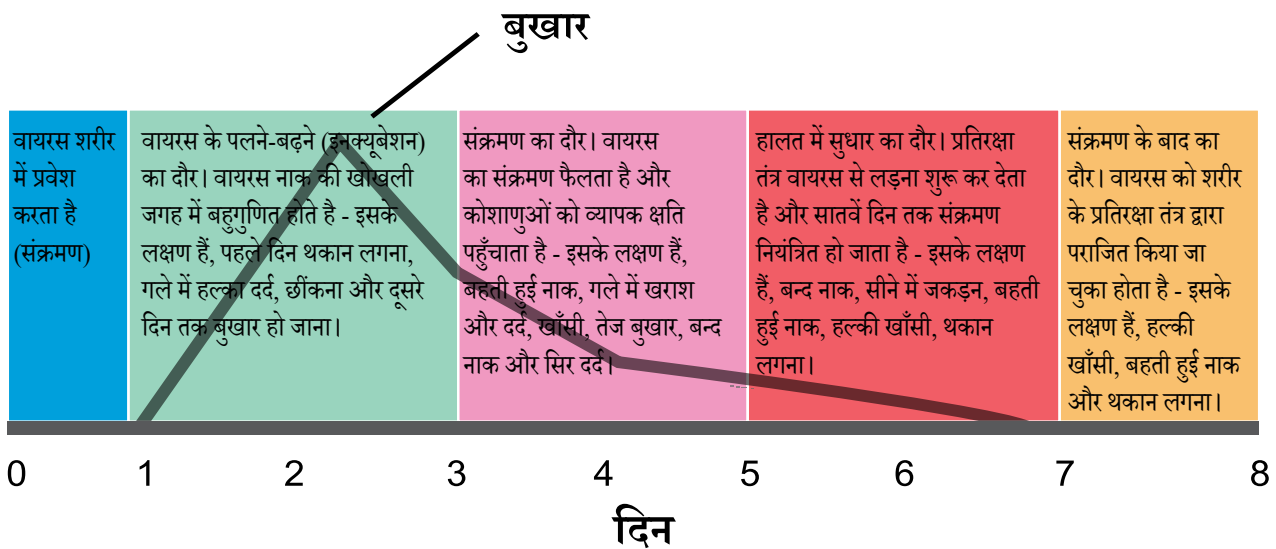 बुखार
वायरस शरीर
में प्रवेश
करता है
(संक्रमण)
वायरस के पलने-बढ़ने (इनक्यूबेशन)
का दौर। वायरस नाक की खोखली
जगह में बहुगुणित होते है - इसके
लक्षण हैं, पहले दिन थकान लगना,
गले में हल्का दर्द, छींकना और दूसरे
दिन तक बुखार हो जाना।
संक्रमण का दौर। वायरस
का संक्रमण फैलता है और
कोशाणुओं को व्यापक क्षति
पहुँचाता है - इसके लक्षण हैं,
बहती हुई नाक, गले में खराश
और दर्द, खाँसी, तेज बुखार, बन्द
नाक और सिर दर्द।
हालत में सुधार का दौर। प्रतिरक्षा
तंत्र वायरस से लड़ना शुरू कर देता
है और सातवें दिन तक संक्रमण
नियंत्रित हो जाता है - इसके लक्षण
हैं, बन्द नाक, सीने में जकड़न, बहती
हुई नाक, हल्की खाँसी, थकान
लगना।
संक्रमण के बाद का
दौर। वायरस को शरीर
के प्रतिरक्षा तंत्र द्वारा
पराजित किया जा
चुका होता है - इसके
लक्षण हैं, हल्की
खाँसी, बहती हुई नाक
और थकान लगना।
0 1 2 3 4 5 6 7 8
दिन